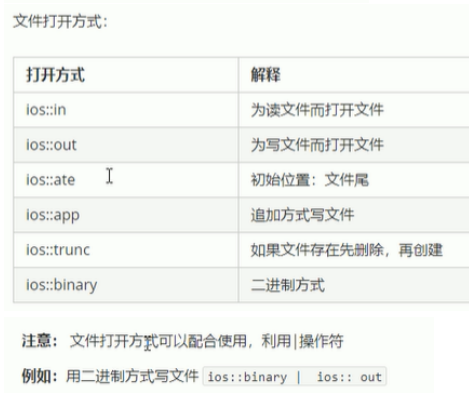 文件打开方式:
打开方式 解释
ios::in 为读文件而打开文件
ios::out 为写文件而打开文件
ios::ate 初始位置：文件尾
ios::app 追加方式写文件
ios::trunc 如果文件存在先删除，再创建
ios::binary 二进制方式
注意： 文件打开方式可以配合使用，利用|操作符
例如：用二进制方式写文件 ios::binary | ios:: out